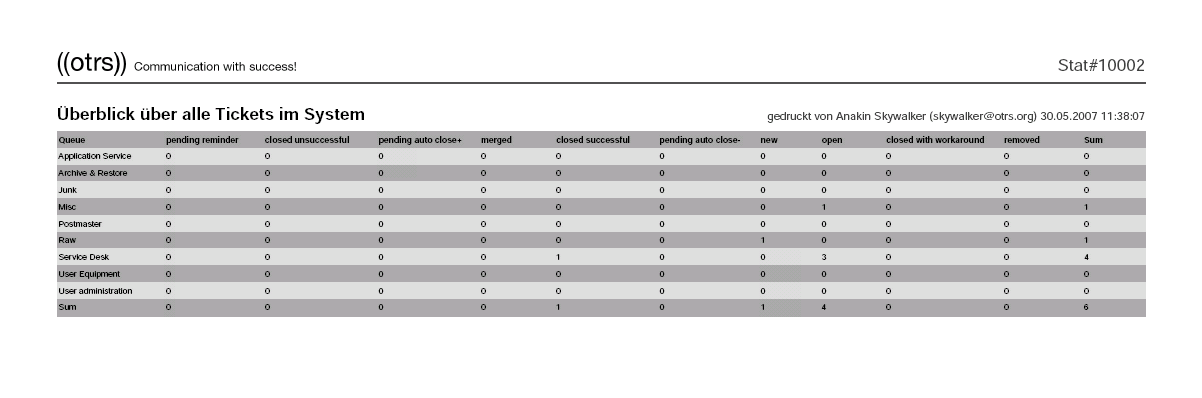 ((otrs)) Communication with success! Stat#10002
Überblick über alle Tickets im System gedruckt von Anakin Skywalker (skywalker@otrs.org) 30.05.2007 11:38:07
Queue pending reminder closed unsuccessful pending auto close+ merged closed successful pending auto close- new open closed with workaround removed Sum
Application Service 0 0 0 0 0 0 0 0 0 0 0
Archive & Restore 0 0 0 0 0 0 0 0 0 0 0
Junk 0 0 0 0 0 0 0 0 0 0 0
Misc 0 0 0 0 0 0 0 1 0 0 1
Postmaster 0 0 0 0 0 0 0 0 0 0 0
Raw 0 0 0 0 0 0 1 0 0 0 1
Service Desk 0 0 0 0 1 0 0 3 0 0 4
User Equipment 0 0 0 0 0 0 0 0 0 0 0
User administration 0 0 0 0 0 0 0 0 0 0 0
Sum 0 0 0 0 1 0 1 4 0 0 6